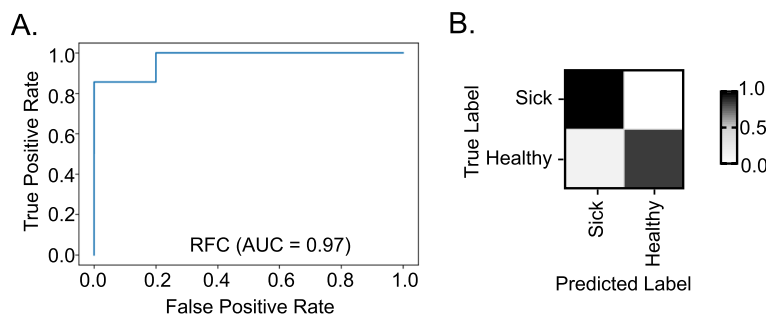 A.
True Positive Rate
1.0
0.8
0.6
0.4
0.2
0.0
RFC (AUC = 0.97)
0.0 0.2 0.4 0.6 0.8 1.0
False Positive Rate
B.
True Label
Sick
Healthy
Sick
Healthy
Predicted Label
1.0
0.5
0.0